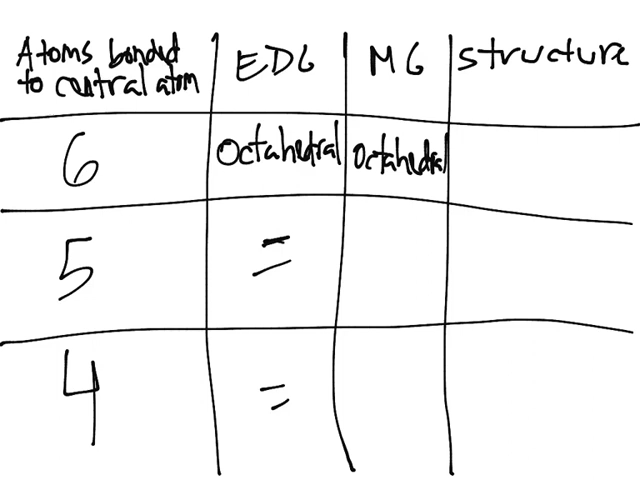 Atoms bonded
to central atom
EDG
MG
structure
6
Octahedral
Octahedral
5
=
4
=